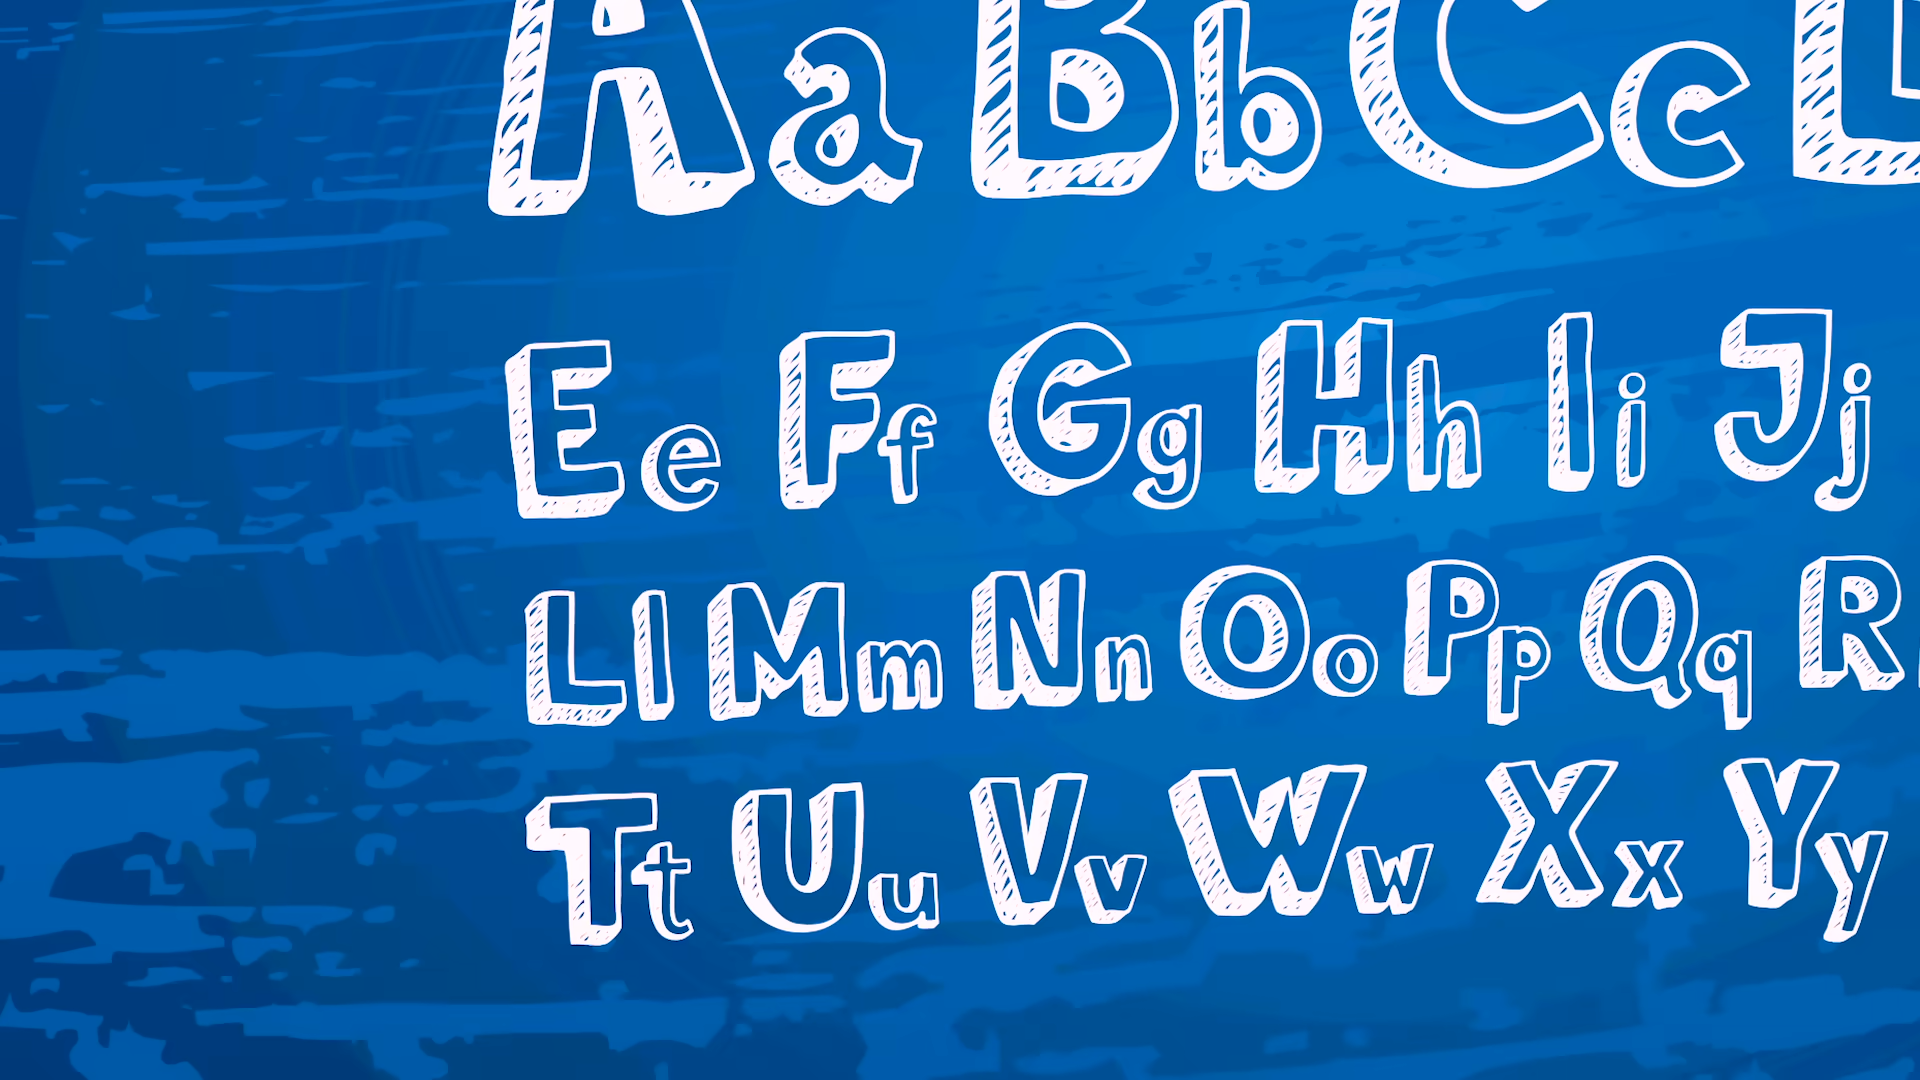 Aa Bb Cc
Ee Ff Gg Hh Ii Jj
Ll Mm Nn Oo Pp Qq R
Tt Uu Vv Ww Xx Yy